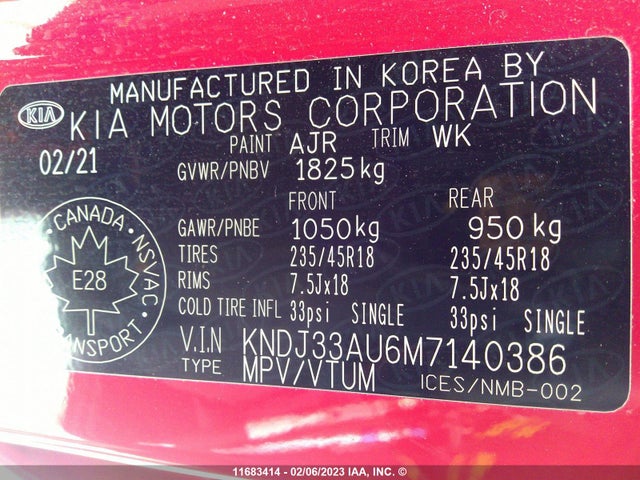 MANUFACTURED IN KOREA BY
KIA KIA MOTORS CORPORATION
02/21 PAINT AJR TRIM WK
GVWR/PNBV 1825kg
FRONT REAR
GAWR/PNBE 1050kg 950kg
TIRES 235/45R18 235/45R18
RIMS 7.5Jx18 7.5Jx18
COLD TIRE INFL 33psi SINGLE 33psi SINGLE
V.I.N KNDJ33AU6M7140386
TYPE MPV/VTUM ICES/NMB-002
CANADA NSVAC
E28
TRANSPORT
11683414 - 02/06/2023 IAA, INC. ©